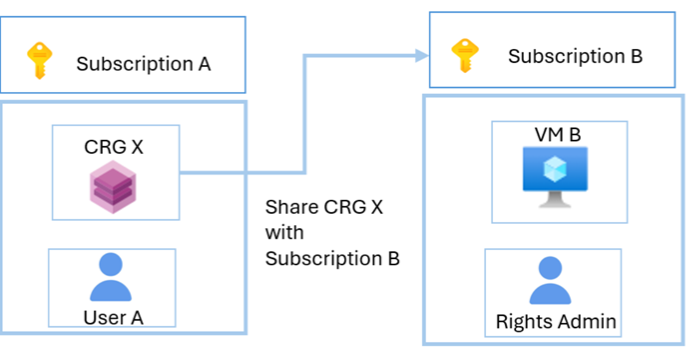 Subscription A
Subscription B
CRG X
VM B
Share CRG X
with
Subscription B
User A
Rights Admin